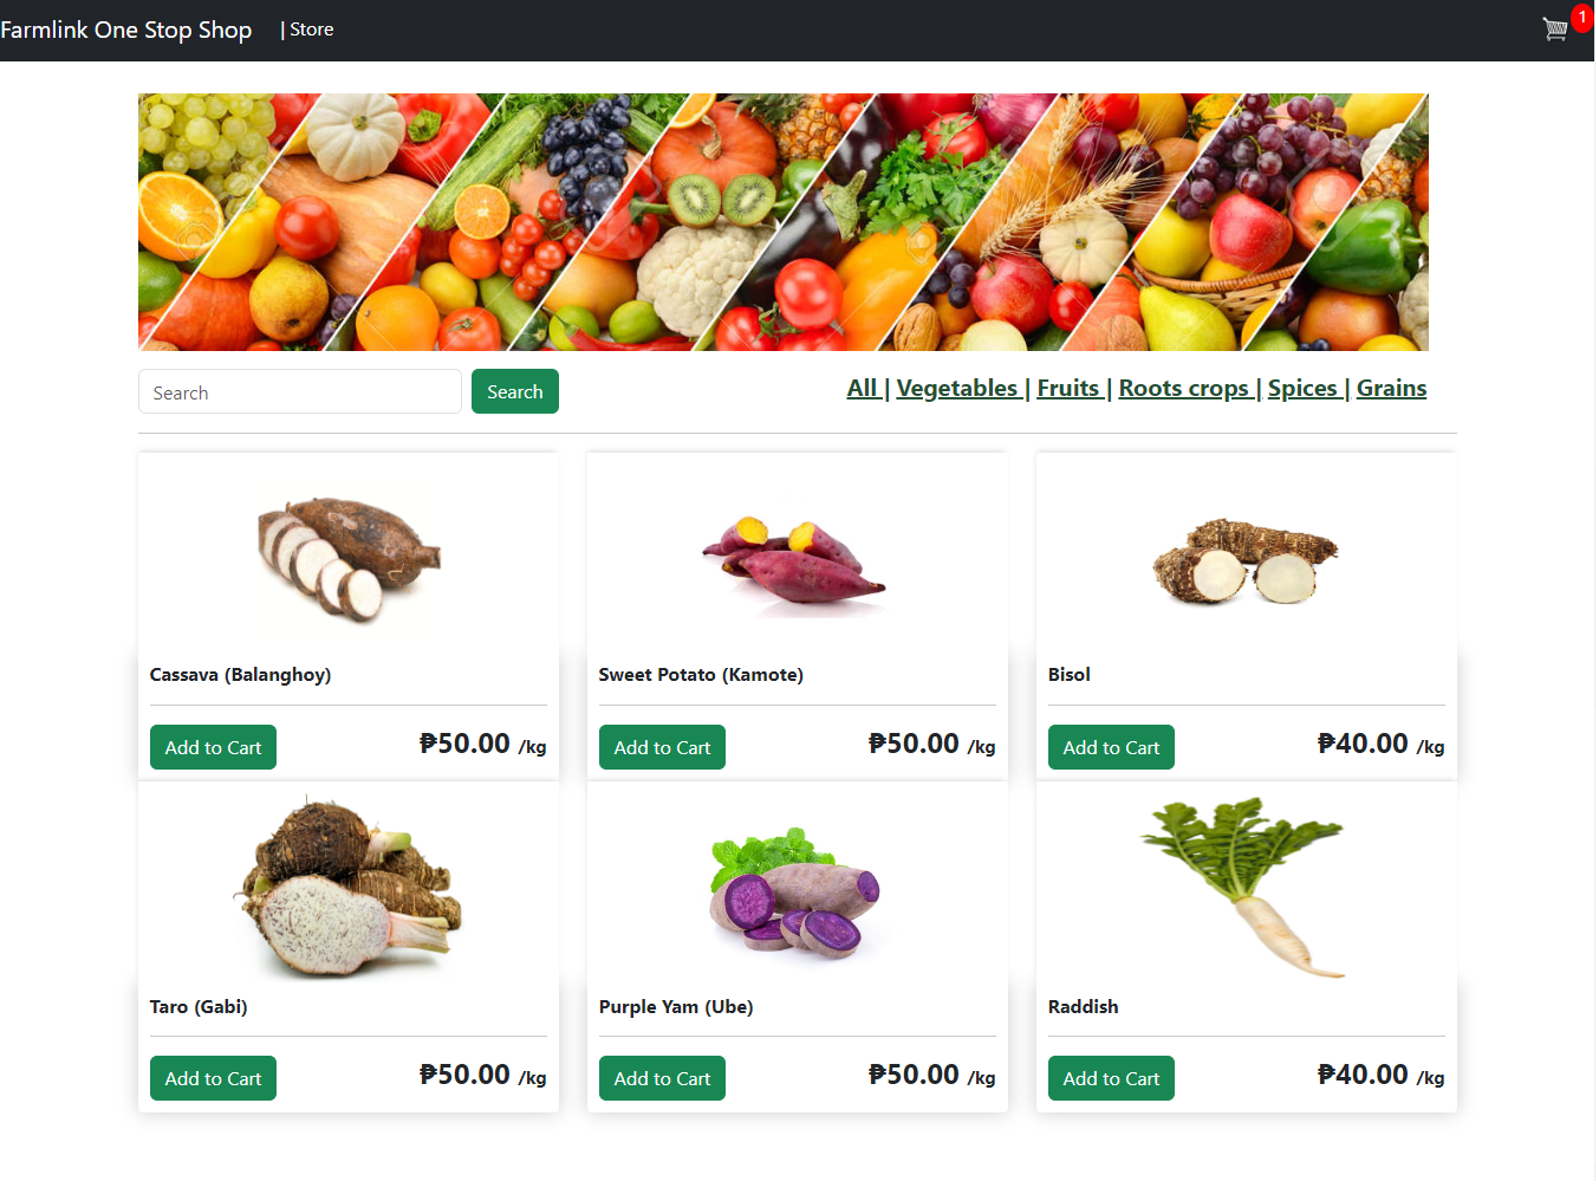 Farmlink One Stop Shop | Store 1
Search Search All | Vegetables | Fruits | Roots crops | Spices | Grains
Cassava (Balanghoy) Sweet Potato (Kamote) Bisol
Add to Cart ₱50.00 /kg Add to Cart ₱50.00 /kg Add to Cart ₱40.00 /kg
Taro (Gabi) Purple Yam (Ube) Raddish
Add to Cart ₱50.00 /kg Add to Cart ₱50.00 /kg Add to Cart ₱40.00 /kg